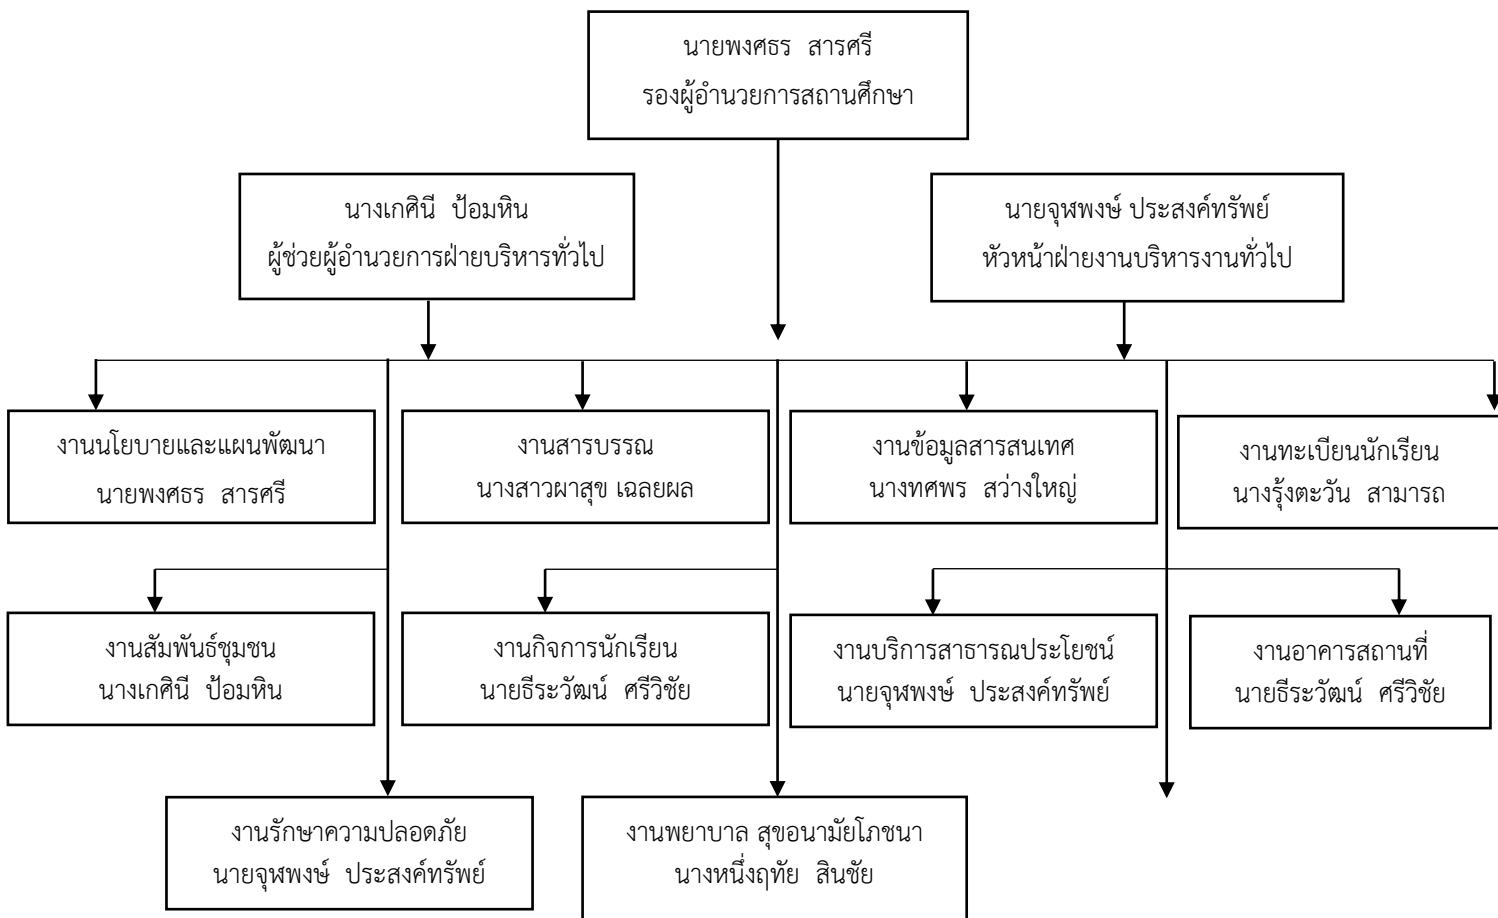 นายพงศธร สารศรี
รองผู้อำนวยการสถานศึกษา
นางเกศินี ป้อมหิน
ผู้ช่วยผู้อำนวยการฝ่ายบริหารทั่วไป
นายจุฬพงษ์ ประสงค์ทรัพย์
หัวหน้าฝ่ายงานบริหารงานทั่วไป
งานนโยบายและแผนพัฒนา
นายพงศธร สารศรี
งานสารบรรณ
นางสาวผาสุข เฉลยผล
งานข้อมูลสารสนเทศ
นางทศพร สว่างใหญ่
งานทะเบียนนักเรียน
นางรุ้งตะวัน สามารถ
งานสัมพันธ์ชุมชน
นางเกศินี ป้อมหิน
งานกิจการนักเรียน
นายธีระวัฒน์ ศรีวิชัย
งานบริการสาธารณประโยชน์
นายจุฬพงษ์ ประสงค์ทรัพย์
งานอาคารสถานที่
นายธีระวัฒน์ ศรีวิชัย
งานรักษาความปลอดภัย
นายจุฬพงษ์ ประสงค์ทรัพย์
งานพยาบาล สุขอนามัยโภชนา
นางหนึ่งฤทัย สินชัย